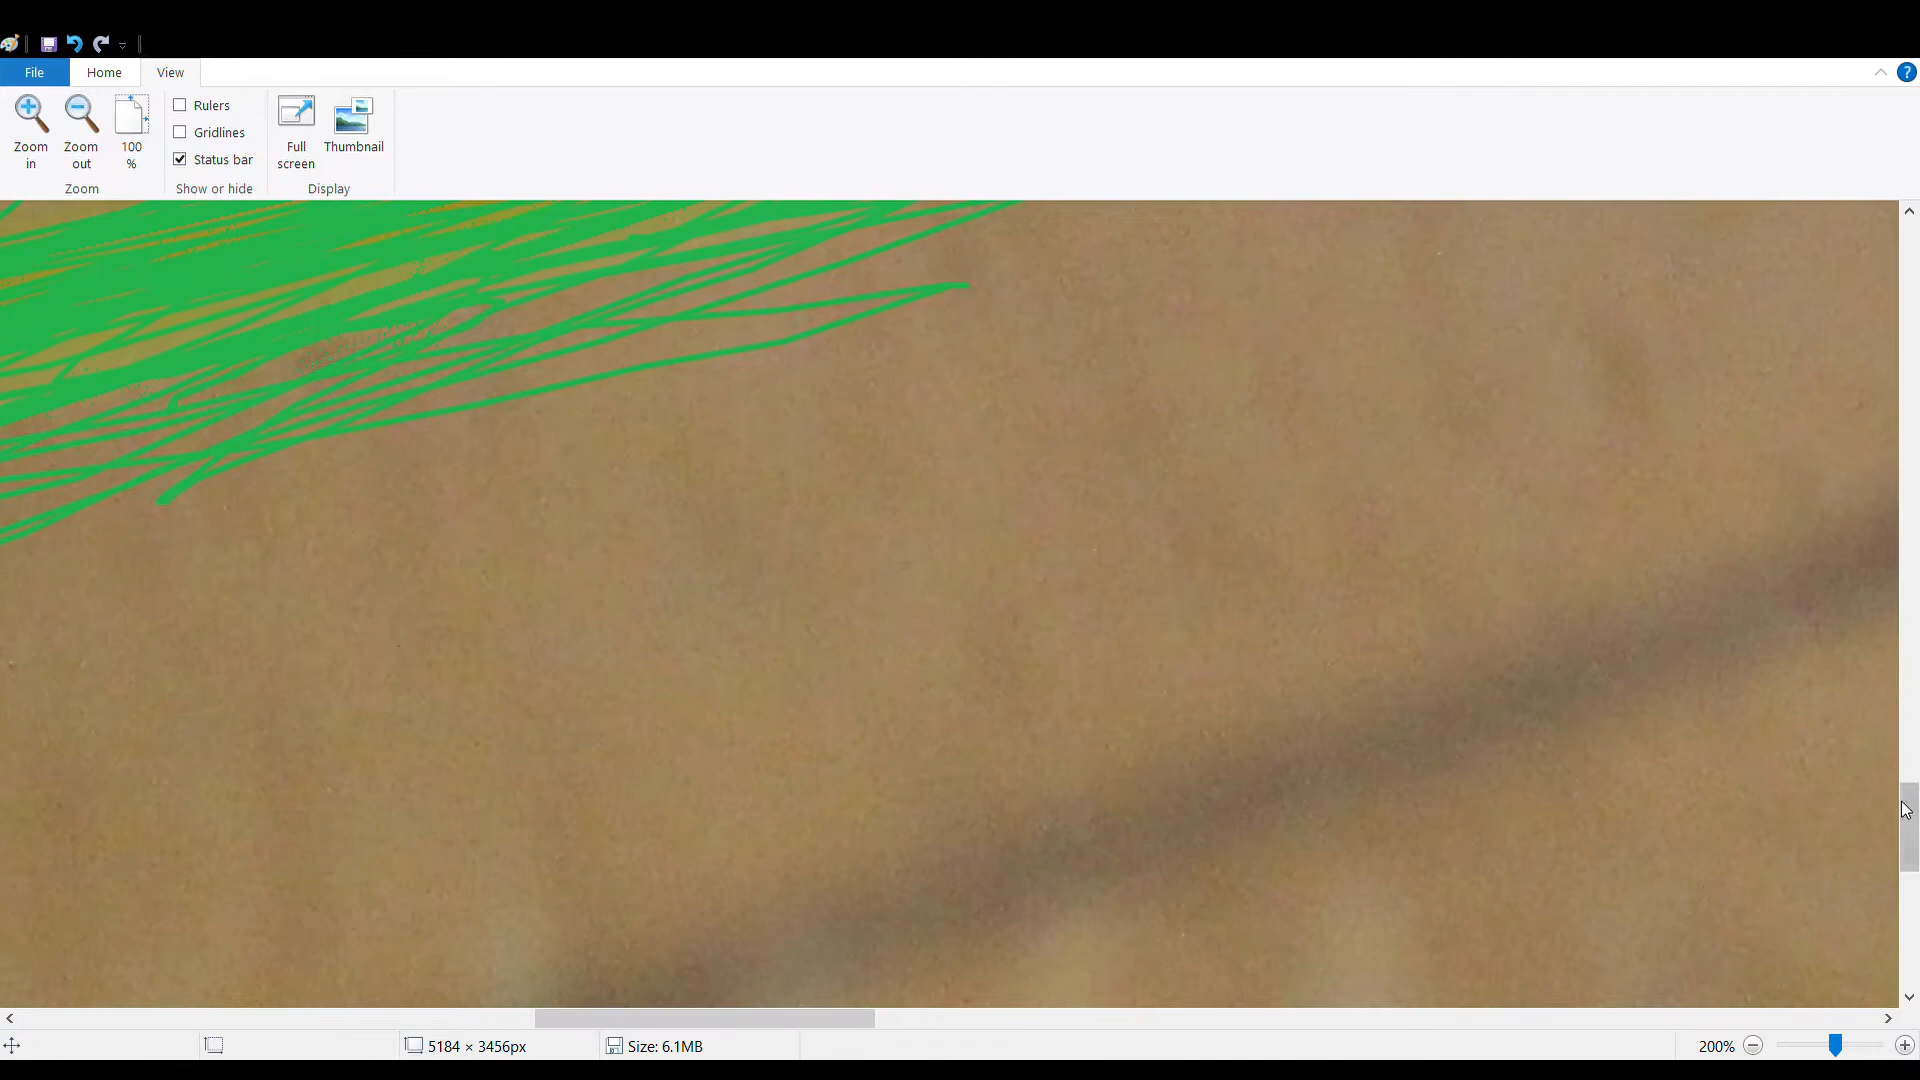 File Home View
Zoom in
Zoom out
100 %
Zoom
Rulers
Gridlines
Status bar
Show or hide
Full screen
Thumbnail
Display
?
5184 × 3456px
Size: 6.1MB
200%